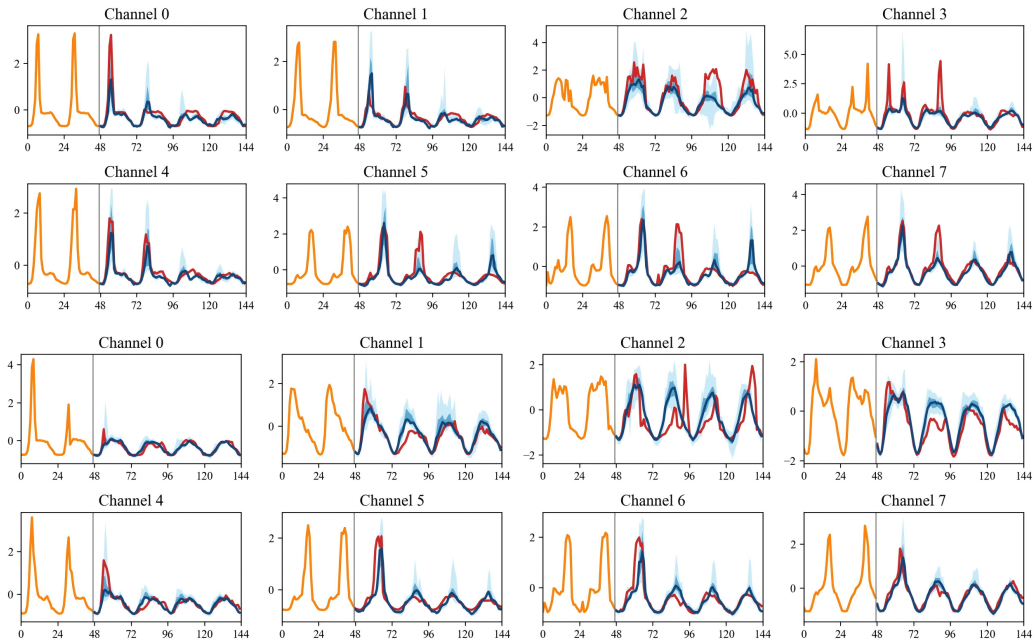 Channel 0
Channel 1
Channel 2
Channel 3
0 2
0 24 48 72 96 120 144
0 2
0 24 48 72 96 120 144
−2 0 2 4
0 24 48 72 96 120 144
0.0 2.5 5.0
0 24 48 72 96 120 144
Channel 4
Channel 5
Channel 6
Channel 7
0 2
0 24 48 72 96 120 144
0 2 4
0 24 48 72 96 120 144
0 2 4
0 24 48 72 96 120 144
0 2 4
0 24 48 72 96 120 144
Channel 0
Channel 1
Channel 2
Channel 3
0 2 4
0 24 48 72 96 120 144
0 2
0 24 48 72 96 120 144
0 2
0 24 48 72 96 120 144
−2 0 2
0 24 48 72 96 120 144
Channel 4
Channel 5
Channel 6
Channel 7
0 2
0 24 48 72 96 120 144
0 2
0 24 48 72 96 120 144
0 2
0 24 48 72 96 120 144
0 2
0 24 48 72 96 120 144